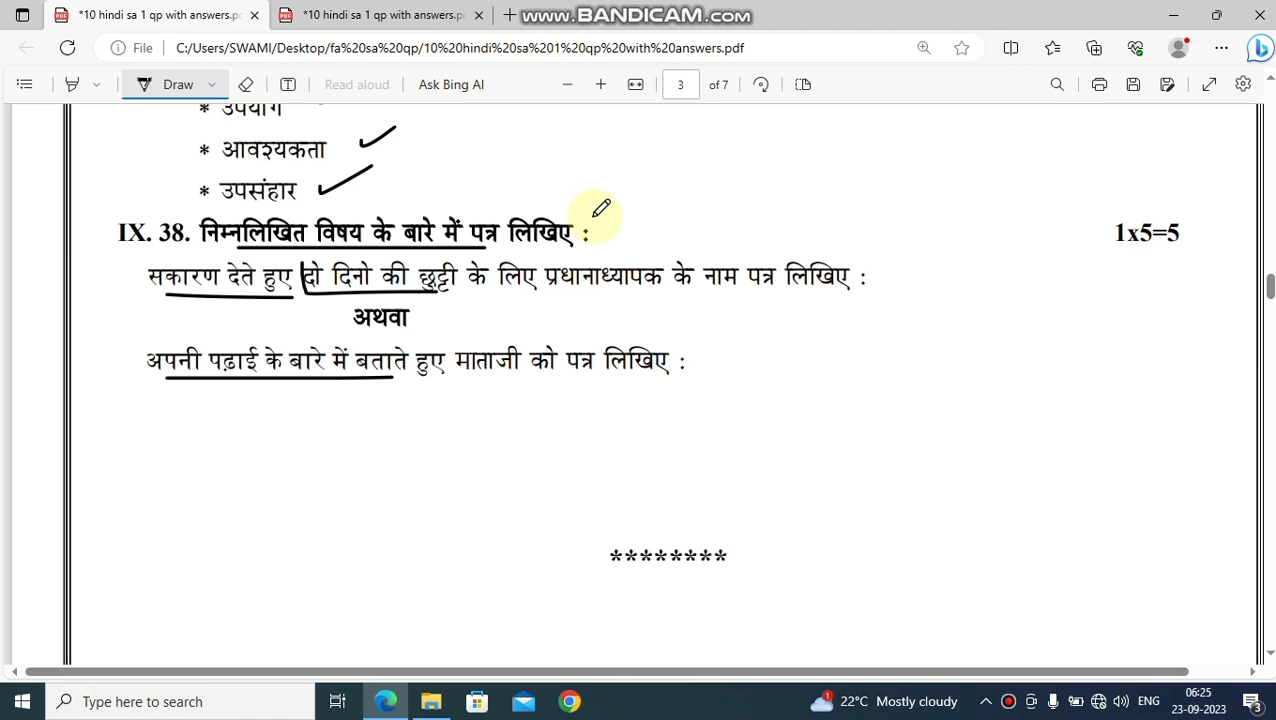 *10 hindi sa 1 qp with answers.pc
*10 hindi sa 1 qp with answers.pc
www.BANDICAM.com
File C:/Users/SWAMI/Desktop/fa%20sa%20qp/10%20hindi%20sa%201%20qp%20with%20answers.pdf
Draw Read aloud Ask Bing AI 3 of 7
* उपयोग
* आवश्यकता
* उपसंहार
IX. 38. निम्नलिखित विषय के बारे में पत्र लिखिए : 1x5=5
सकारण देते हुए दो दिनो की छुट्टी के लिए प्रधानाध्यापक के नाम पत्र लिखिए :
अथवा
अपनी पढ़ाई के बारे में बताते हुए माताजी को पत्र लिखिए :
********
Type here to search 22°C Mostly cloudy ENG 06:25
23-09-2023 3